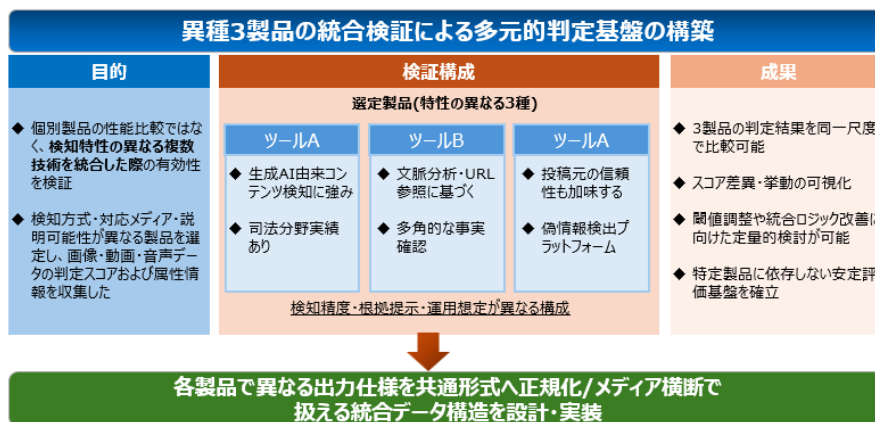 異種3製品の統合検証による多元的判定基盤の構築
目的
◆ 個別製品の性能比較ではな
く、検知特性の異なる複数
技術を統合した際の有効性
を検証
◆ 検知方式・対応メディア・説
明可能性が異なる製品を選
定し、画像・動画・音声デー
タの判定スコアおよび属性情
報を収集した
検証構成
選定製品(特性の異なる3種)
ツールA
◆ 生成AI由来コン
テンツ検知に強み
◆ 司法分野実績
あり
ツールB
◆ 文脈分析・URL
参照に基づく
◆ 多角的な事実
確認
ツールA
◆ 投稿元の信頼
性も加味する
◆ 偽情報検出プ
ラットフォーム
検知精度・根拠提示・運用想定が異なる構成
成果
◆ 3製品の判定結果を同一尺度
で比較可能
◆ スコア差異・挙動の可視化
◆ 閾値調整や統合ロジック改善に
向けた定量的検討が可能
◆ 特定製品に依存しない安定評
価基盤を確立
各製品で異なる出力仕様を共通形式へ正規化/メディア横断で
扱える統合データ構造を設計・実装